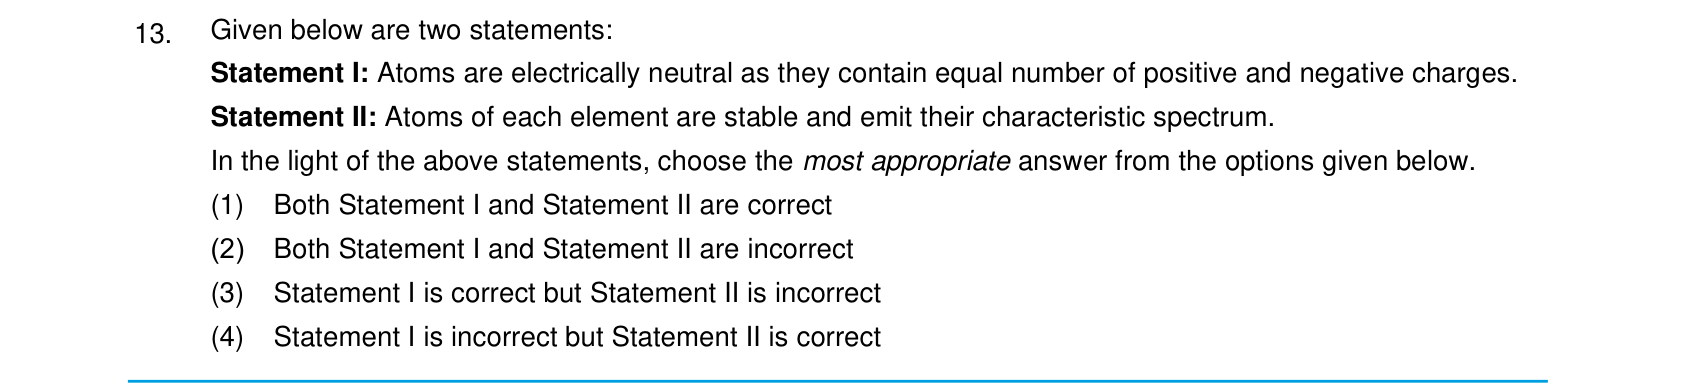 13. Given below are two statements:
Statement I: Atoms are electrically neutral as they contain equal number of positive and negative charges.
Statement II: Atoms of each element are stable and emit their characteristic spectrum.
In the light of the above statements, choose the most appropriate answer from the options given below.
(1) Both Statement I and Statement II are correct
(2) Both Statement I and Statement II are incorrect
(3) Statement I is correct but Statement II is incorrect
(4) Statement I is incorrect but Statement II is correct